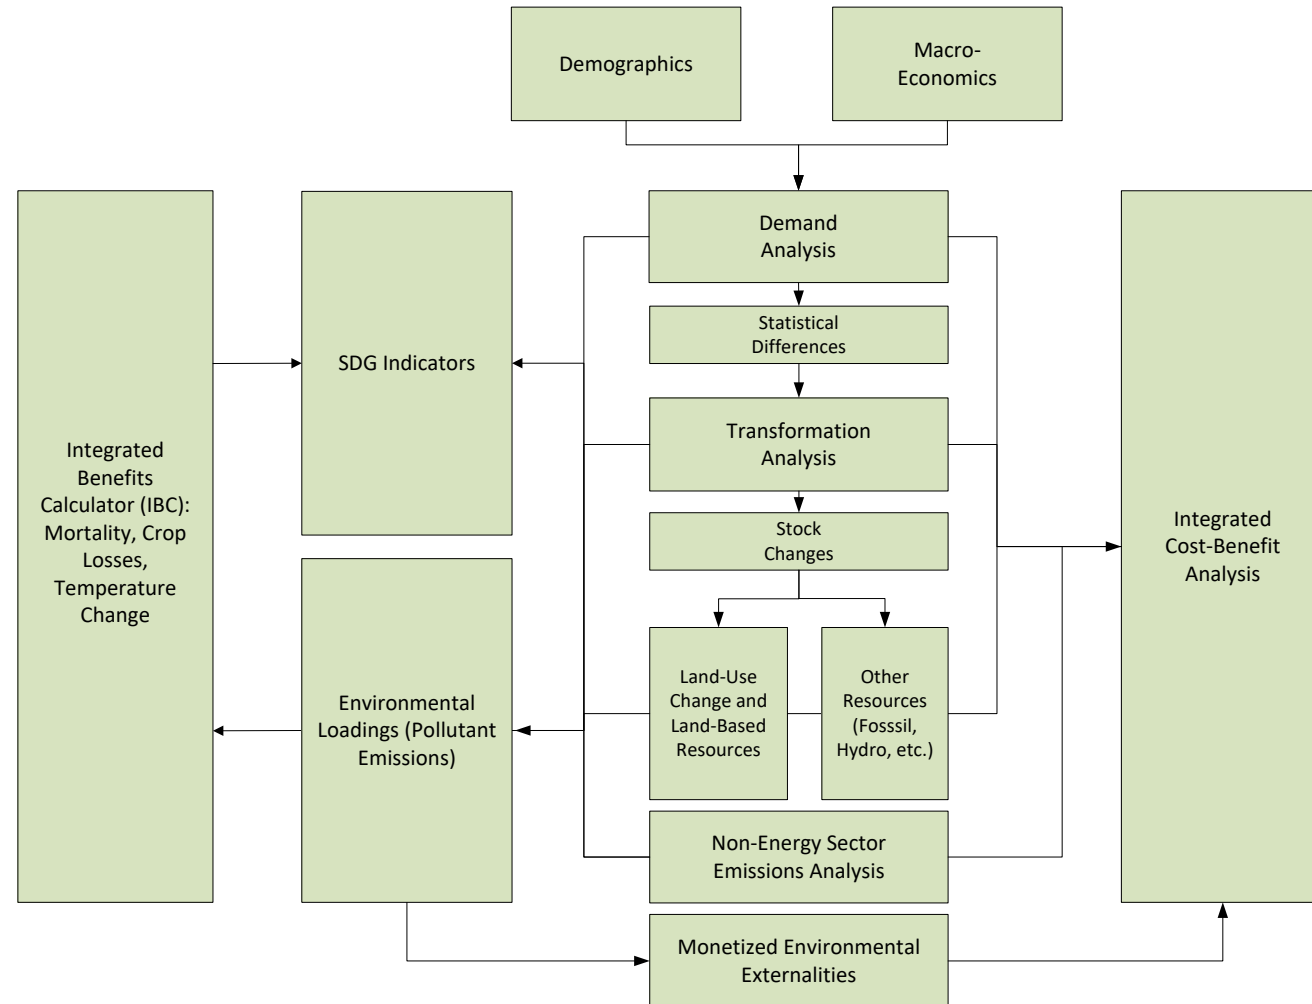 Demographics
Macro-
Economics
Demand
Analysis
Statistical
Differences
SDG Indicators
Transformation
Analysis
Integrated
Benefits
Calculator (IBC):
Mortality, Crop
Losses,
Temperature
Change
Stock
Changes
Integrated
Cost-Benefit
Analysis
Environmental
Loadings (Pollutant
Emissions)
Land-Use
Change and
Land-Based
Resources
Other
Resources
(Fosssil,
Hydro, etc.)
Non-Energy Sector
Emissions Analysis
Monetized Environmental
Externalities